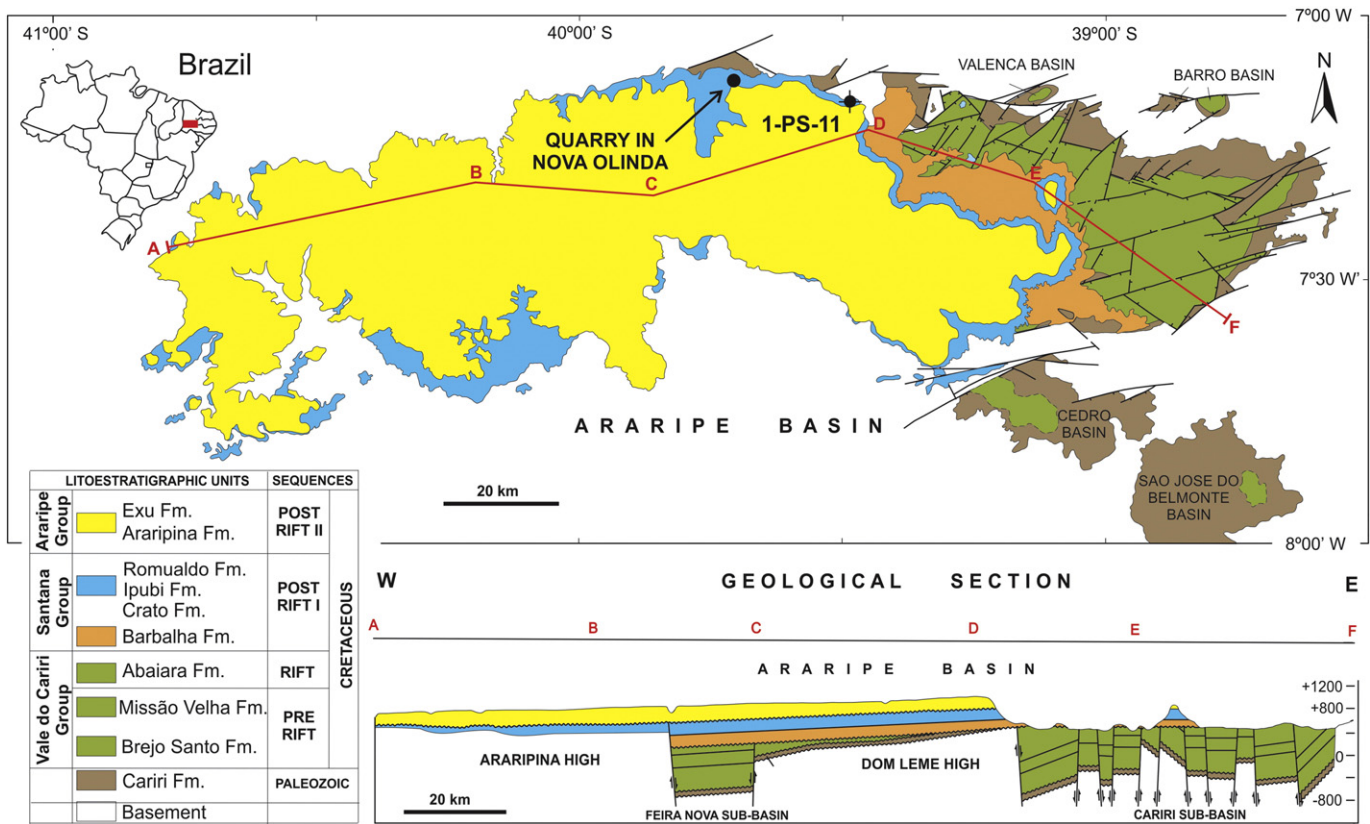 41º00' S
40º00' S
39º00' S
7º00' W
Brazil
VALENCA BASIN
BARRO BASIN
N
QUARRY IN
NOVA OLINDA
1-PS-11
D
B
C
E
A
7º30' W'
F
ARARIPE BASIN
CEDRO
BASIN
SAO JOSE DO
BELMONTE
BASIN
20 km
8º00' W
LITOESTRATIGRAPHIC UNITS
SEQUENCES
Araripe
Group
Exu Fm.
Araripina Fm.
POST
RIFT II
Santana
Group
Romualdo Fm.
Ipubi Fm.
Crato Fm.
POST
RIFT I
Barbalha Fm.
Vale do Cariri
Group
Abaiara Fm.
RIFT
Missão Velha Fm.
Brejo Santo Fm.
PRE
RIFT
CRETACEOUS
Cariri Fm.
PALEOZOIC
Basement
W
GEOLOGICAL SECTION
E
A
B
C
D
E
F
ARARIPE BASIN
+1200
+800
0
-800
ARARIPINA HIGH
DOM LEME HIGH
20 km
FEIRA NOVA SUB-BASIN
CARIRI SUB-BASIN